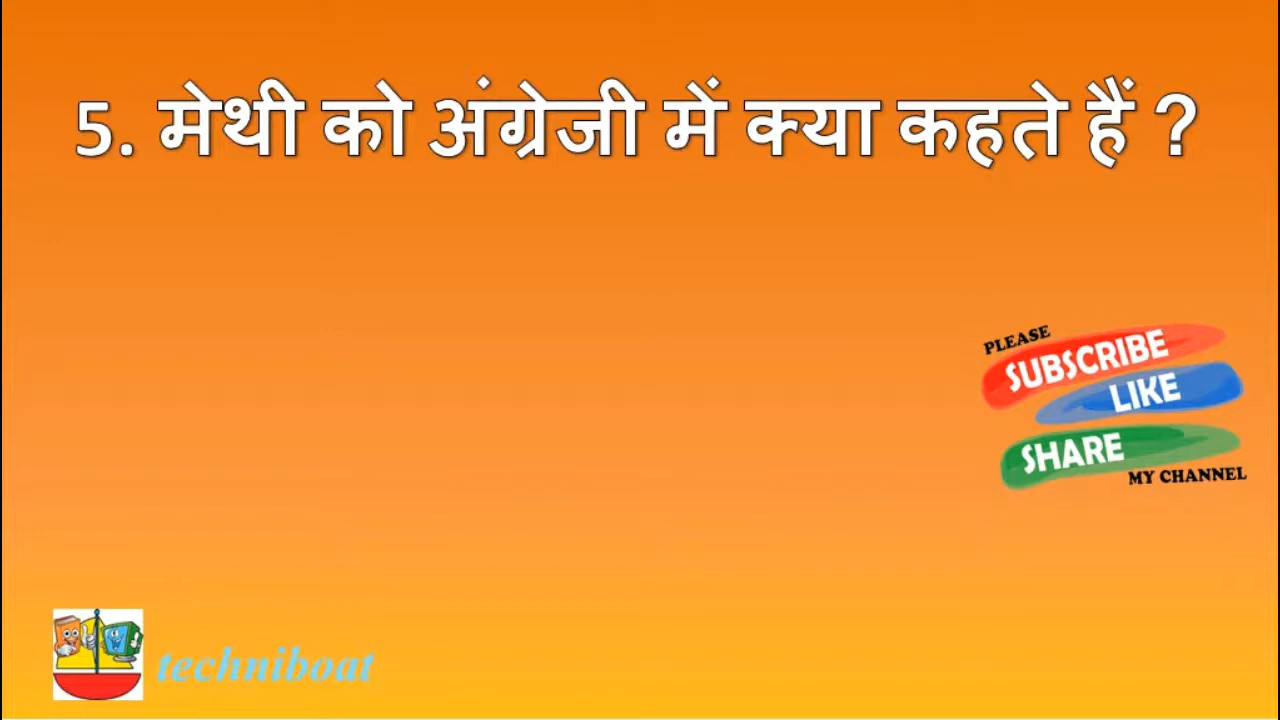 5. मेथी को अंग्रेजी में क्या कहते हैं ?
PLEASE
SUBSCRIBE
LIKE
SHARE
MY CHANNEL
techniboat